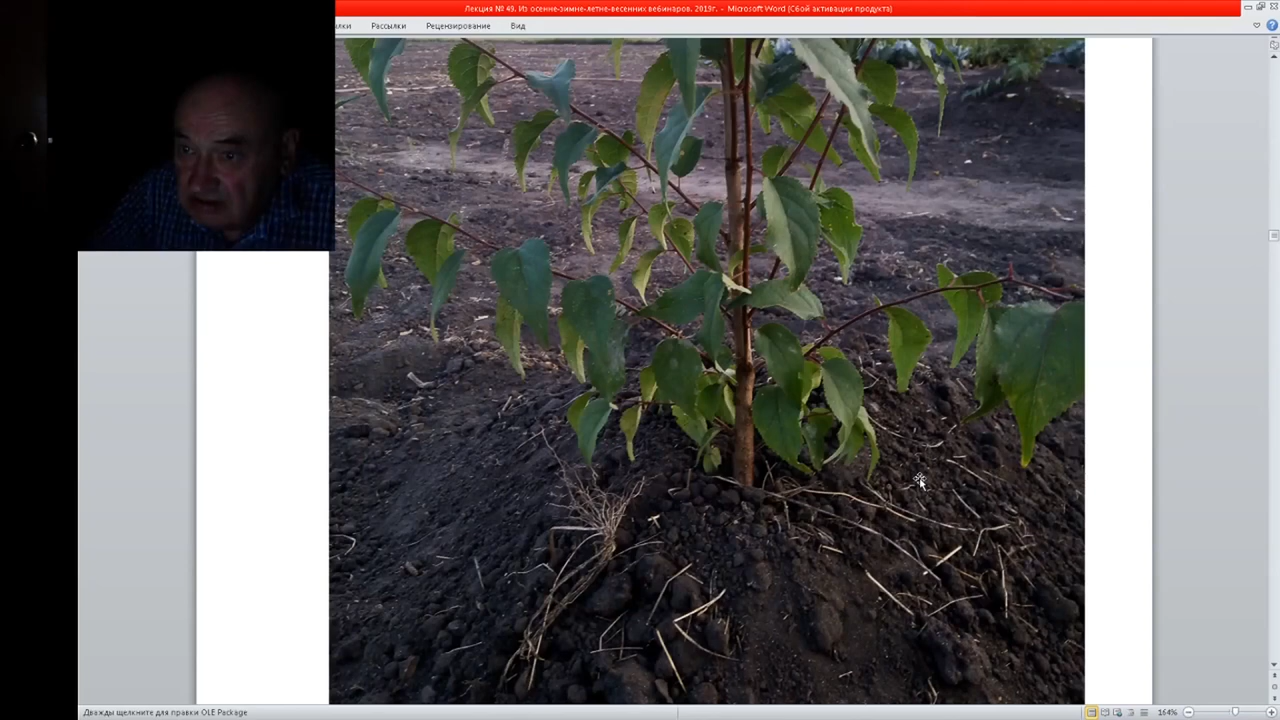 Лекция № 49. Из осенне-зимне-летне-весенних вебинаров. 2019г. - Microsoft Word (Сбой активации продукта)
лки Рассылки Рецензирование Вид
Дважды щелкните для правки OLE Package
164%